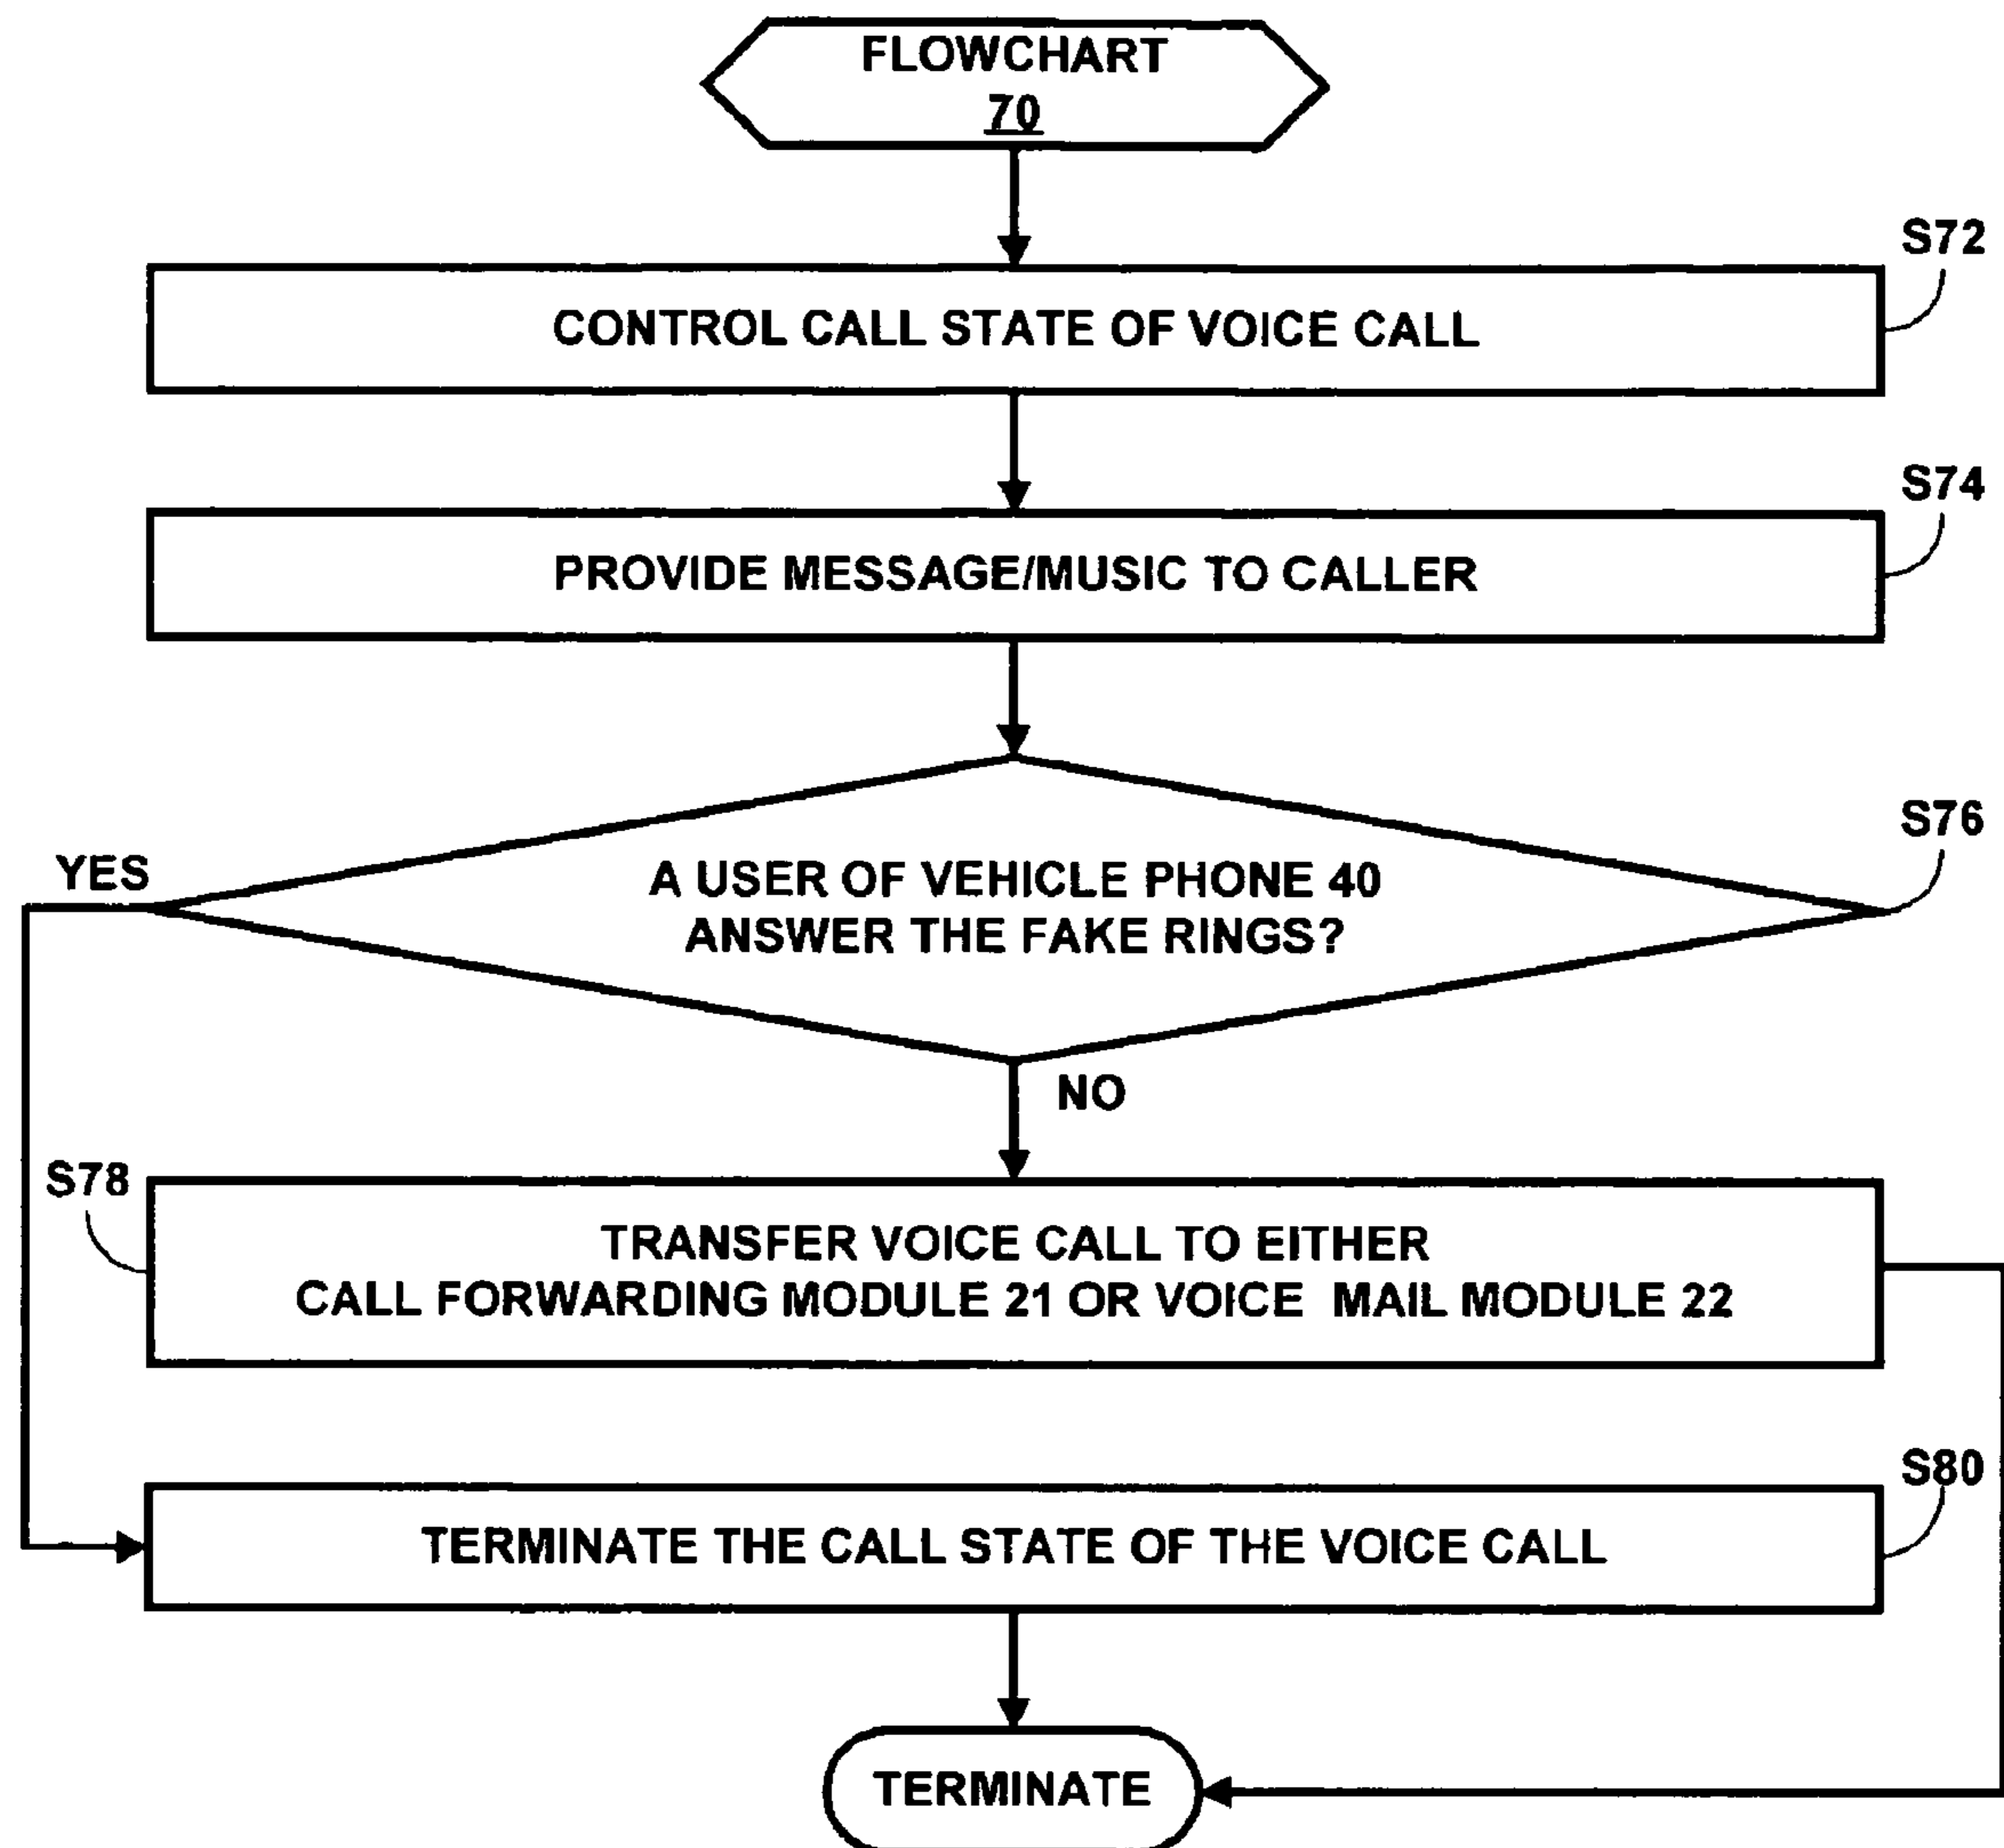 FLOWCHART
70
S72
CONTROL CALL STATE OF VOICE CALL
S74
PROVIDE MESSAGE/MUSIC TO CALLER
S76
YES
A USER OF VEHICLE PHONE 40
ANSWER THE FAKE RINGS?
NO
S78
TRANSFER VOICE CALL TO EITHER
CALL FORWARDING MODULE 21 OR VOICE MAIL MODULE 22
S80
TERMINATE THE CALL STATE OF THE VOICE CALL
TERMINATE